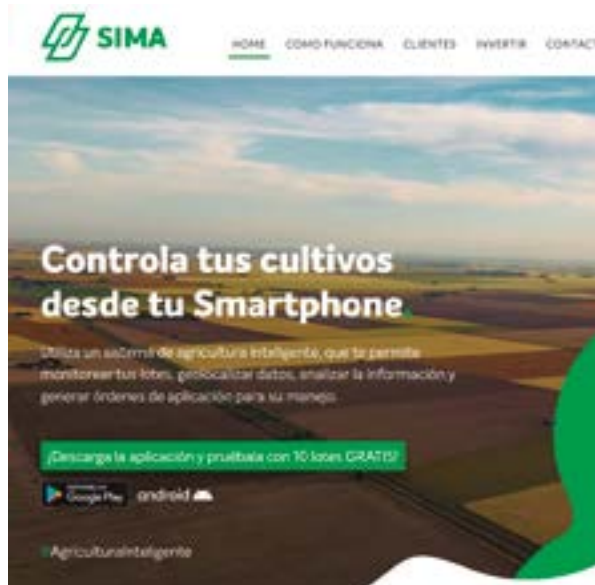 SIMA
HOME COMO FUNCIONA CLIENTES INVERTIR CONTACT
Controla tus cultivos
desde tu Smartphone.
Utiliza un sistema de agricultura inteligente, que te permite
monitorear tus lotes, geolocalizar datos, analizar la información y
generar órdenes de aplicación para su manejo.
¡Descarga la aplicación y pruébala con 10 lotes GRATIS!
Google Play android
#AgriculturaInteligente